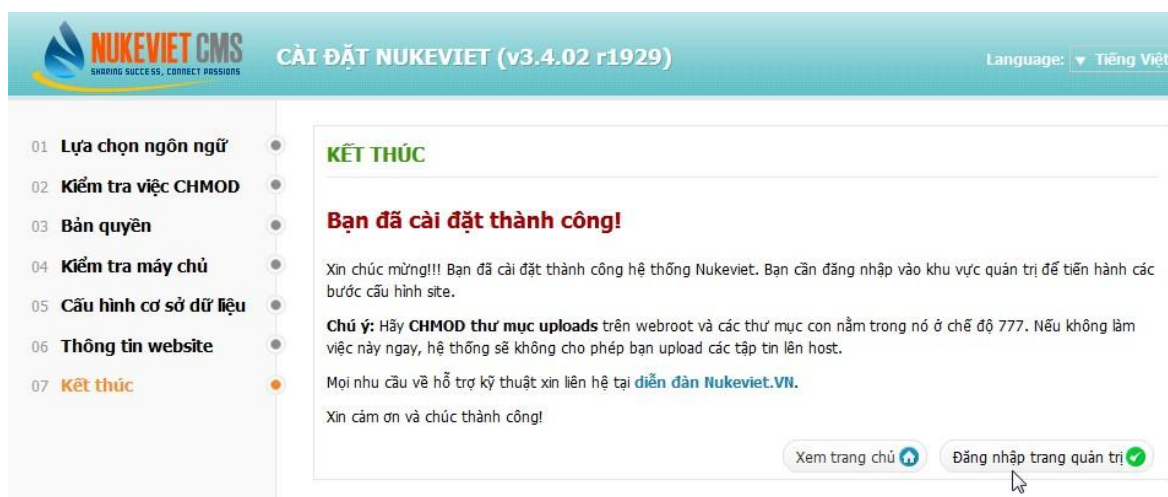 NUKEVIET CMS
SHARING SUCCESS, CONNECT PASSIONS
CÀI ĐẶT NUKEVIET (v3.4.02 r1929)
Language: Tiếng Việt
01 Lựa chọn ngôn ngữ
02 Kiểm tra việc CHMOD
03 Bản quyền
04 Kiểm tra máy chủ
05 Cấu hình cơ sở dữ liệu
06 Thông tin website
07 Kết thúc
KẾT THÚC
Bạn đã cài đặt thành công!
Xin chúc mừng!!! Bạn đã cài đặt thành công hệ thống Nukeviet. Bạn cần đăng nhập vào khu vực quản trị để tiến hành các
bước cấu hình site.
Chú ý: Hãy CHMOD thư mục uploads trên webroot và các thư mục con nằm trong nó ở chế độ 777. Nếu không làm
việc này ngay, hệ thống sẽ không cho phép bạn upload các tập tin lên host.
Mọi nhu cầu về hỗ trợ kỹ thuật xin liên hệ tại diễn đàn Nukeviet.VN.
Xin cảm ơn và chúc thành công!
Xem trang chủ
Đăng nhập trang quản trị